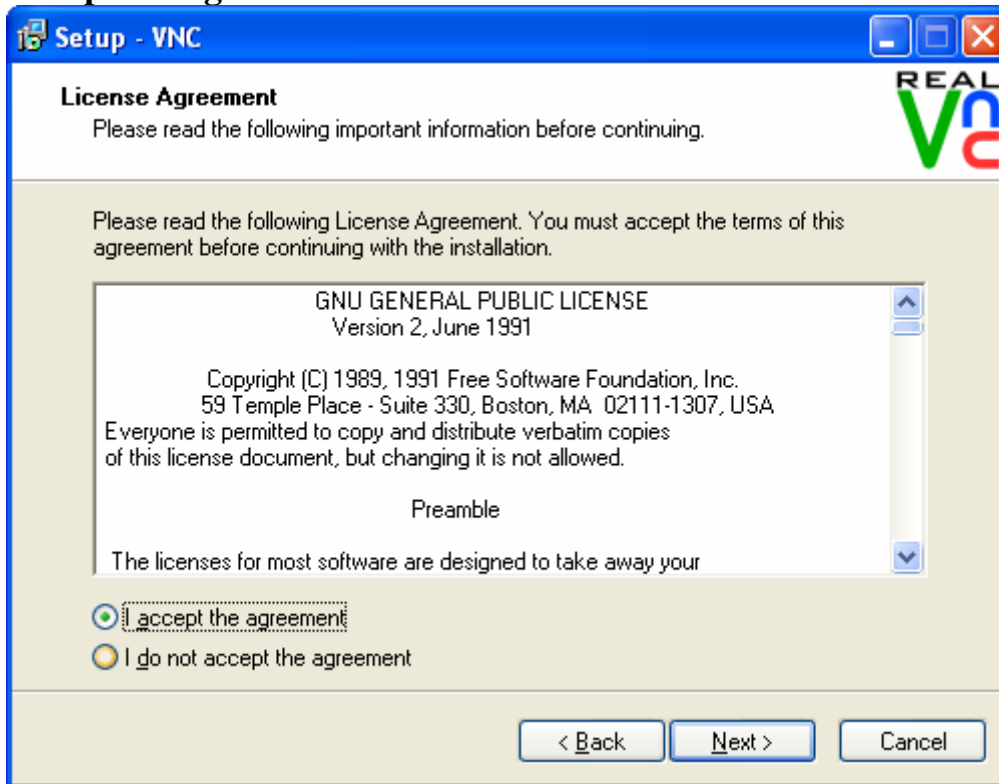 Setup - VNC
License Agreement
Please read the following important information before continuing.
REAL
Vnc
Please read the following License Agreement. You must accept the terms of this
agreement before continuing with the installation.
GNU GENERAL PUBLIC LICENSE
Version 2, June 1991
Copyright (C) 1989, 1991 Free Software Foundation, Inc.
59 Temple Place - Suite 330, Boston, MA 02111-1307, USA
Everyone is permitted to copy and distribute verbatim copies
of this license document, but changing it is not allowed.
Preamble
The licenses for most software are designed to take away your
I accept the agreement
I do not accept the agreement
< Back
Next >
Cancel